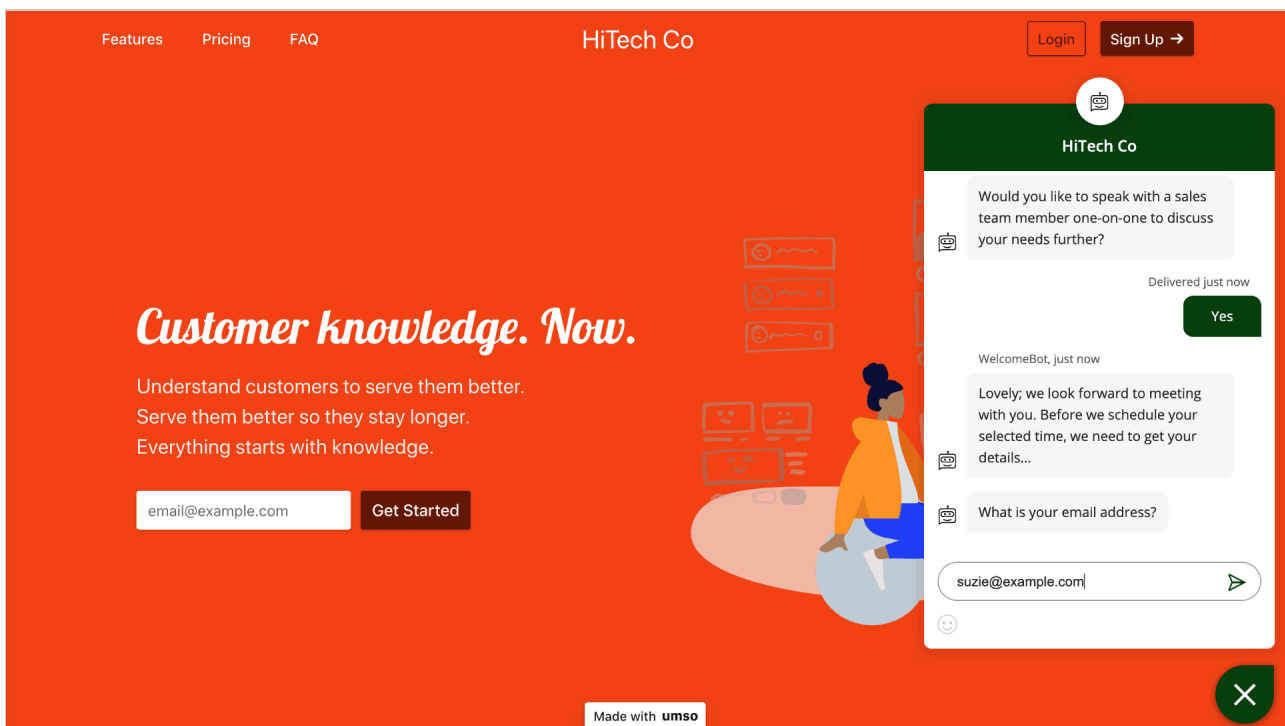 Features Pricing FAQ
HiTech Co
Login
Sign Up →
Customer knowledge. Now.
Understand customers to serve them better.
Serve them better so they stay longer.
Everything starts with knowledge.
email@example.com
Get Started
HiTech Co
Would you like to speak with a sales
team member one-on-one to discuss
your needs further?
Delivered just now
Yes
WelcomeBot, just now
Lovely; we look forward to meeting
with you. Before we schedule your
selected time, we need to get your
details...
What is your email address?
suzie@example.com
Made with umso